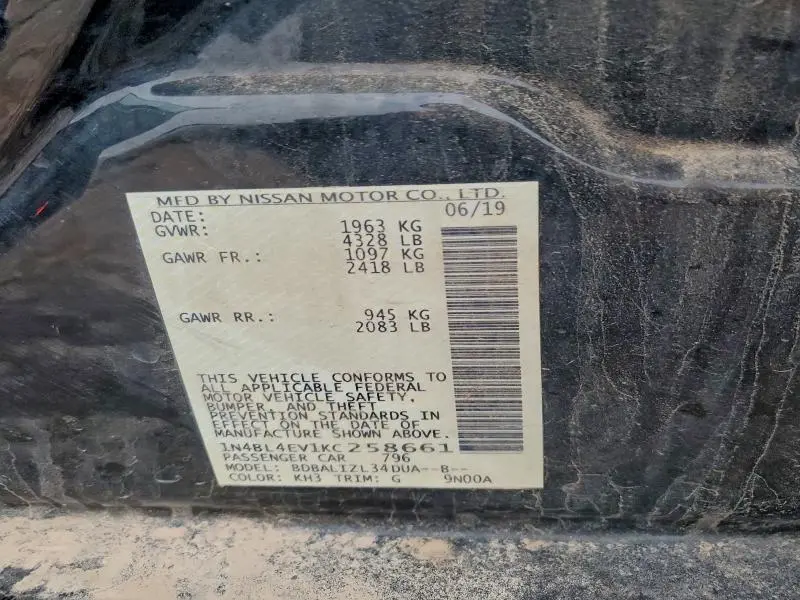 MFD BY NISSAN MOTOR CO., LTD.
DATE: 06/19
GVWR: 1963 KG
4328 LB
GAWR FR.: 1097 KG
2418 LB
GAWR RR.: 945 KG
2083 LB
THIS VEHICLE CONFORMS TO
ALL APPLICABLE FEDERAL
MOTOR VEHICLE SAFETY,
BUMPER, AND THEFT
PREVENTION STANDARDS IN
EFFECT ON THE DATE OF
MANUFACTURE SHOWN ABOVE.
1N4BL4EV1KC258661
PASSENGER CAR 796
MODEL: BDBALIZL34DUA--B--
COLOR: KH3 TRIM: G 9N00A